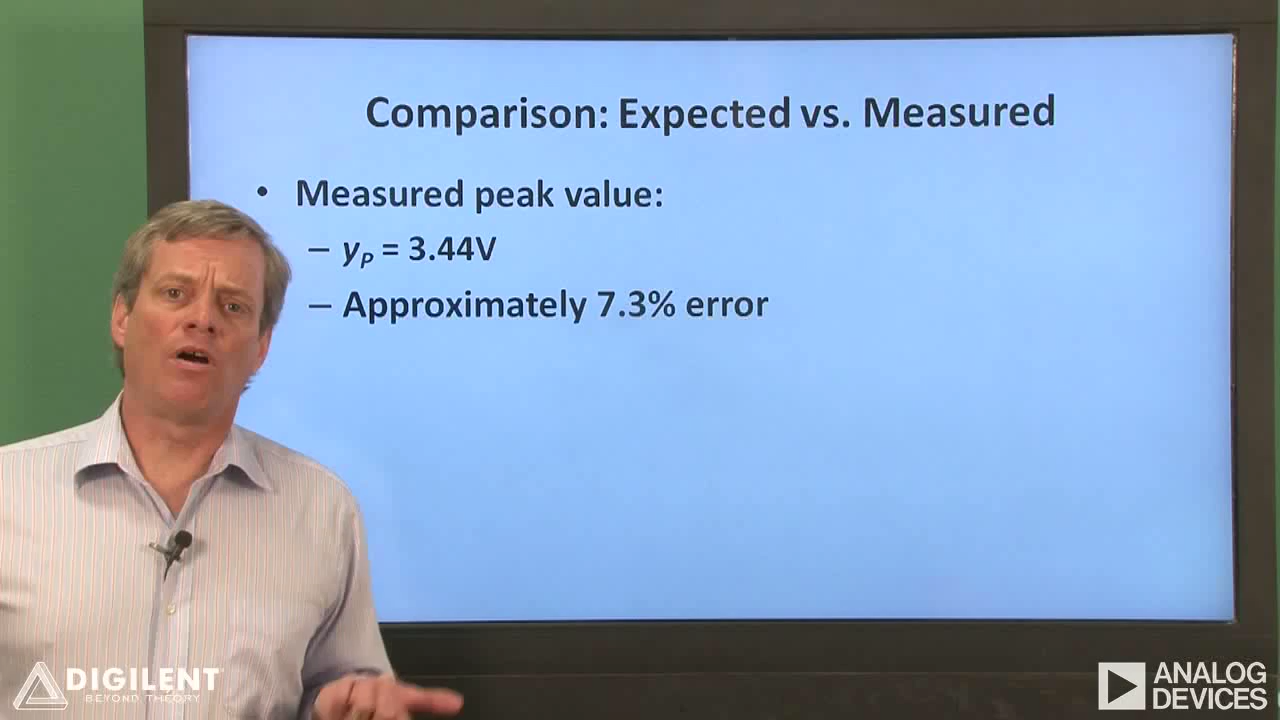 Comparison: Expected vs. Measured
• Measured peak value:
– yP = 3.44V
– Approximately 7.3% error
DIGILENT
BEYOND THEORY
ANALOG
DEVICES